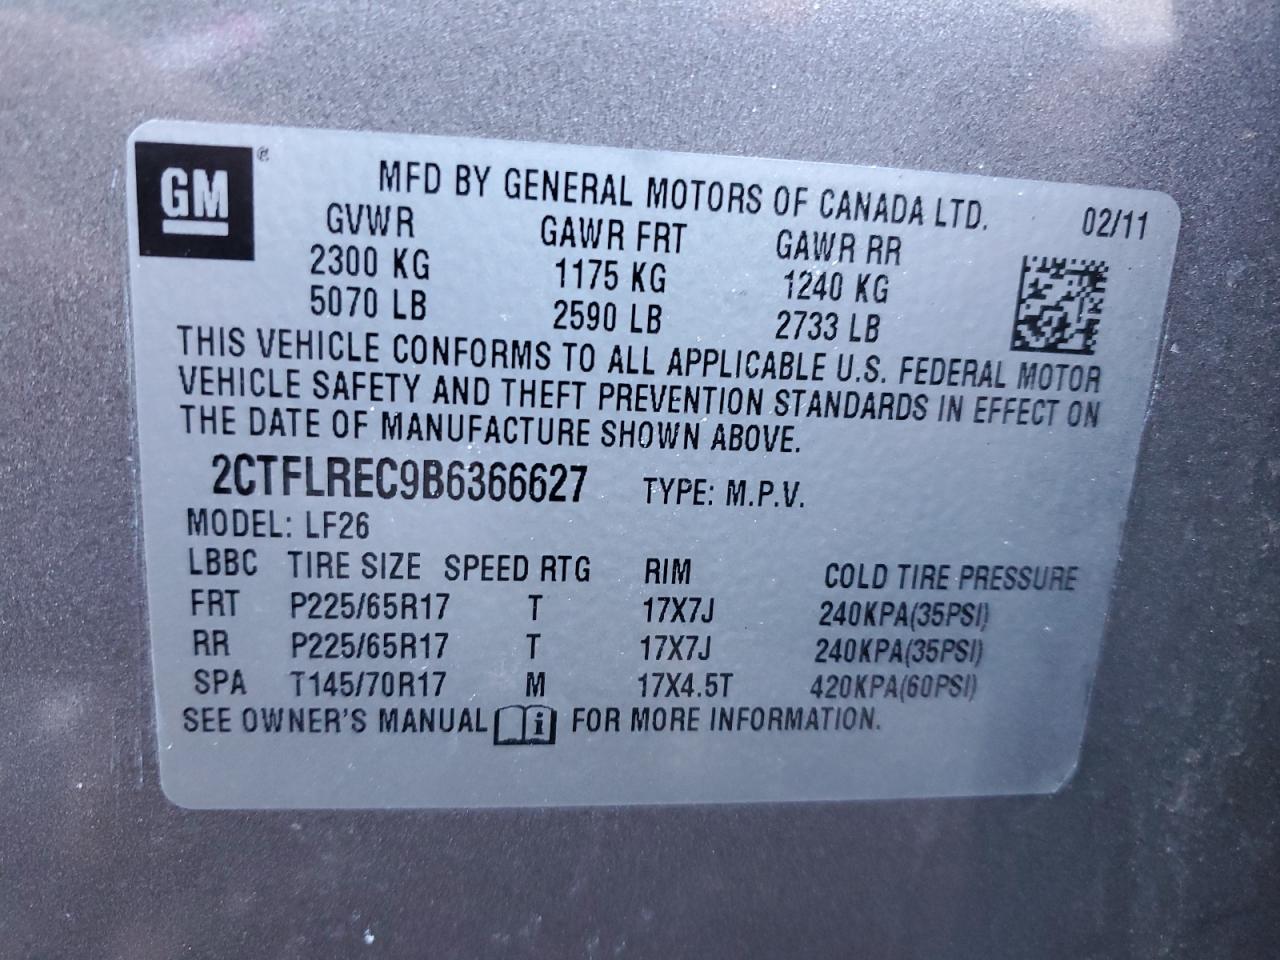 GM ®
MFD BY GENERAL MOTORS OF CANADA LTD. 02/11
GVWR GAWR FRT GAWR RR
2300 KG 1175 KG 1240 KG
5070 LB 2590 LB 2733 LB
THIS VEHICLE CONFORMS TO ALL APPLICABLE U.S. FEDERAL MOTOR
VEHICLE SAFETY AND THEFT PREVENTION STANDARDS IN EFFECT ON
THE DATE OF MANUFACTURE SHOWN ABOVE.
2CTFLREC9B6366627 TYPE: M.P.V.
MODEL: LF26
LBBC TIRE SIZE SPEED RTG RIM COLD TIRE PRESSURE
FRT P225/65R17 T 17X7J 240KPA(35PSI)
RR P225/65R17 T 17X7J 240KPA(35PSI)
SPA T145/70R17 M 17X4.5T 420KPA(60PSI)
SEE OWNER'S MANUAL i FOR MORE INFORMATION.